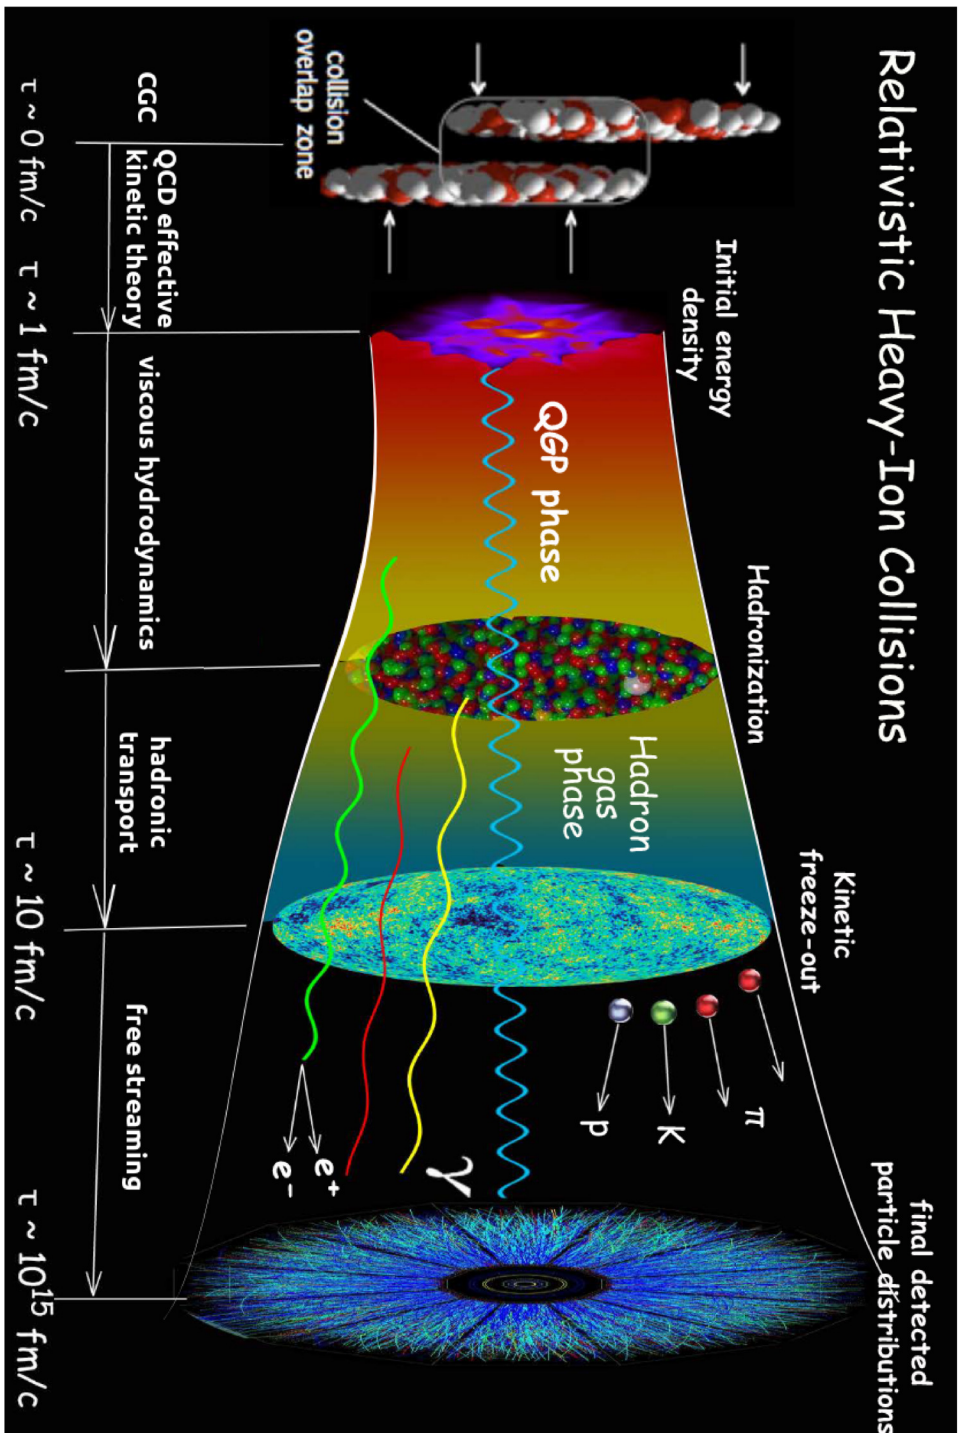 Relativistic Heavy-Ion Collisions
collision
overlap zone
Initial energy
density
QGP phase
Hadronization
Hadron
gas
phase
Kinetic
freeze-out
π
K
p
γ
e+
e-
final detected
particle distributions
CGC
QCD effective
kinetic theory
viscous hydrodynamics
hadronic
transport
free streaming
τ ~ 0 fm/c
τ ~ 1 fm/c
τ ~ 10 fm/c
τ ~ 10¹⁵ fm/c